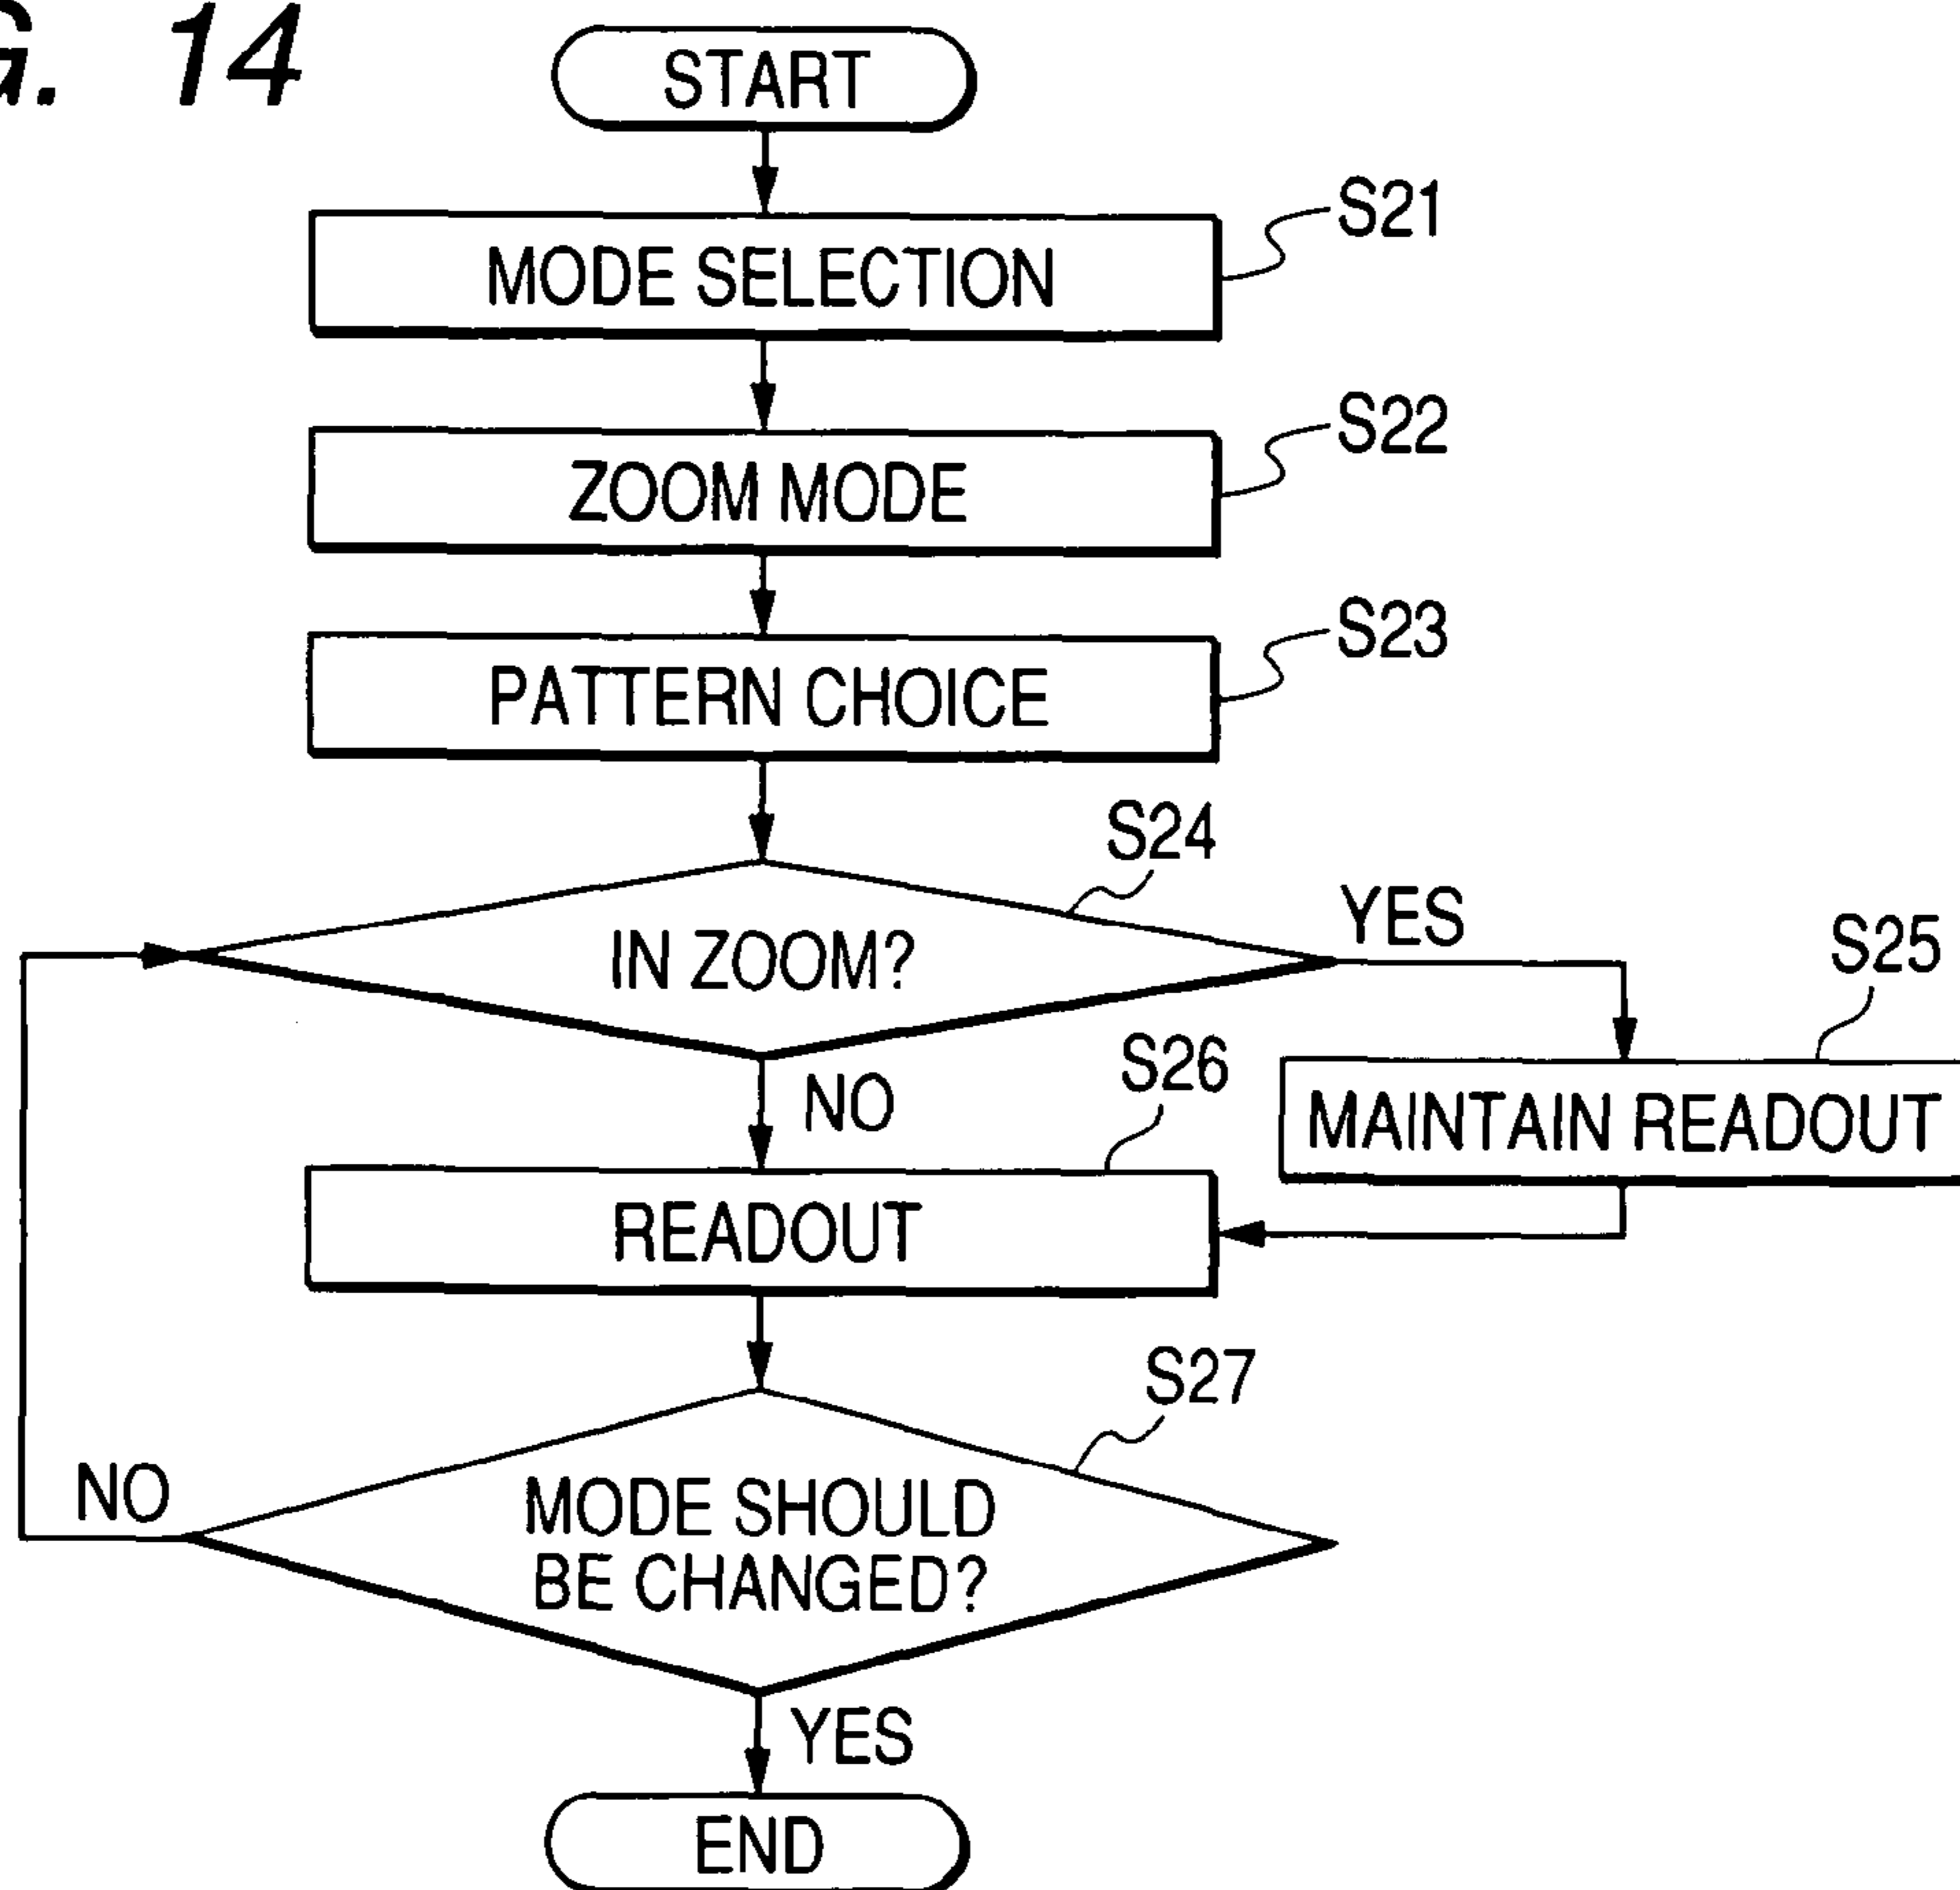 G. 14
START
S21
MODE SELECTION
S22
ZOOM MODE
S23
PATTERN CHOICE
S24
IN ZOOM?
YES
S25
MAINTAIN READOUT
NO
S26
READOUT
S27
MODE SHOULD
BE CHANGED?
NO
YES
END